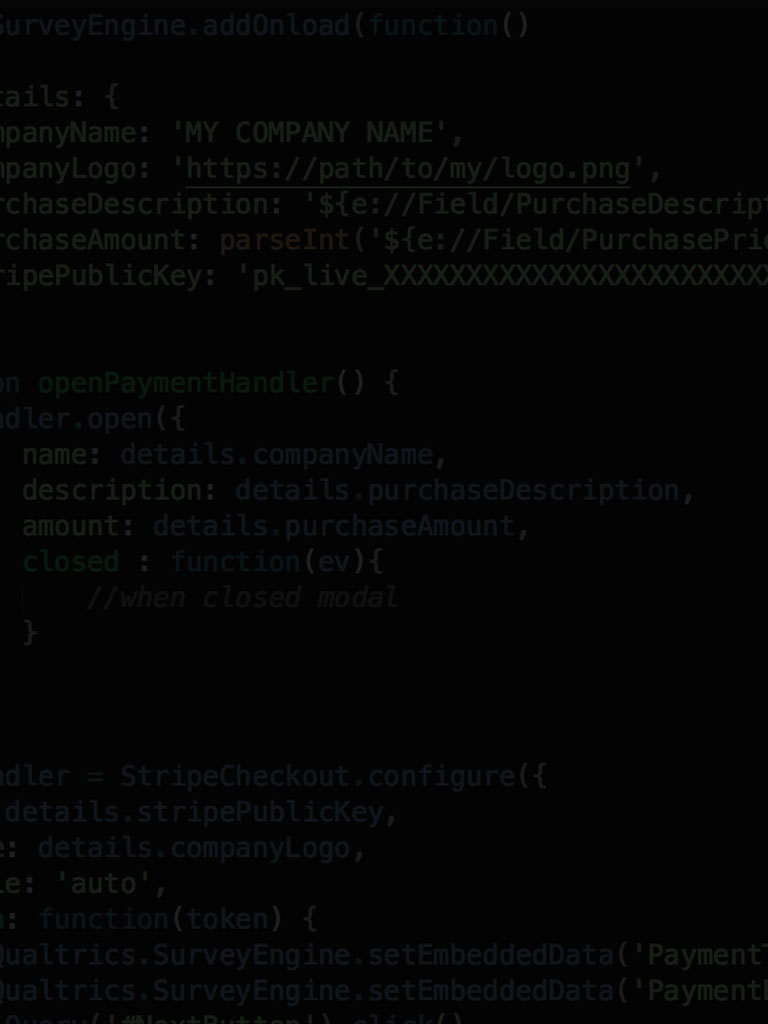 SurveyEngine.addOnload(function()
tails: {
mpanyName: 'MY COMPANY NAME',
mpanyLogo: 'https://path/to/my/logo.png',
rchaseDescription: '${e://Field/PurchaseDescript
rchaseAmount: parseInt('${e://Field/PurchasePric
ripePublicKey: 'pk_live_XXXXXXXXXXXXXXXXXXXXXXXX
on openPaymentHandler() {
ndler.open({
name: details.companyName,
description: details.purchaseDescription,
amount: details.purchaseAmount,
closed : function(ev){
//when closed modal
}
ndler = StripeCheckout.configure({
details.stripePublicKey,
e: details.companyLogo,
le: 'auto',
n: function(token) {
Qualtrics.SurveyEngine.setEmbeddedData('PaymentT
Qualtrics.SurveyEngine.setEmbeddedData('PaymentE
jQuery('#NextButton').click()